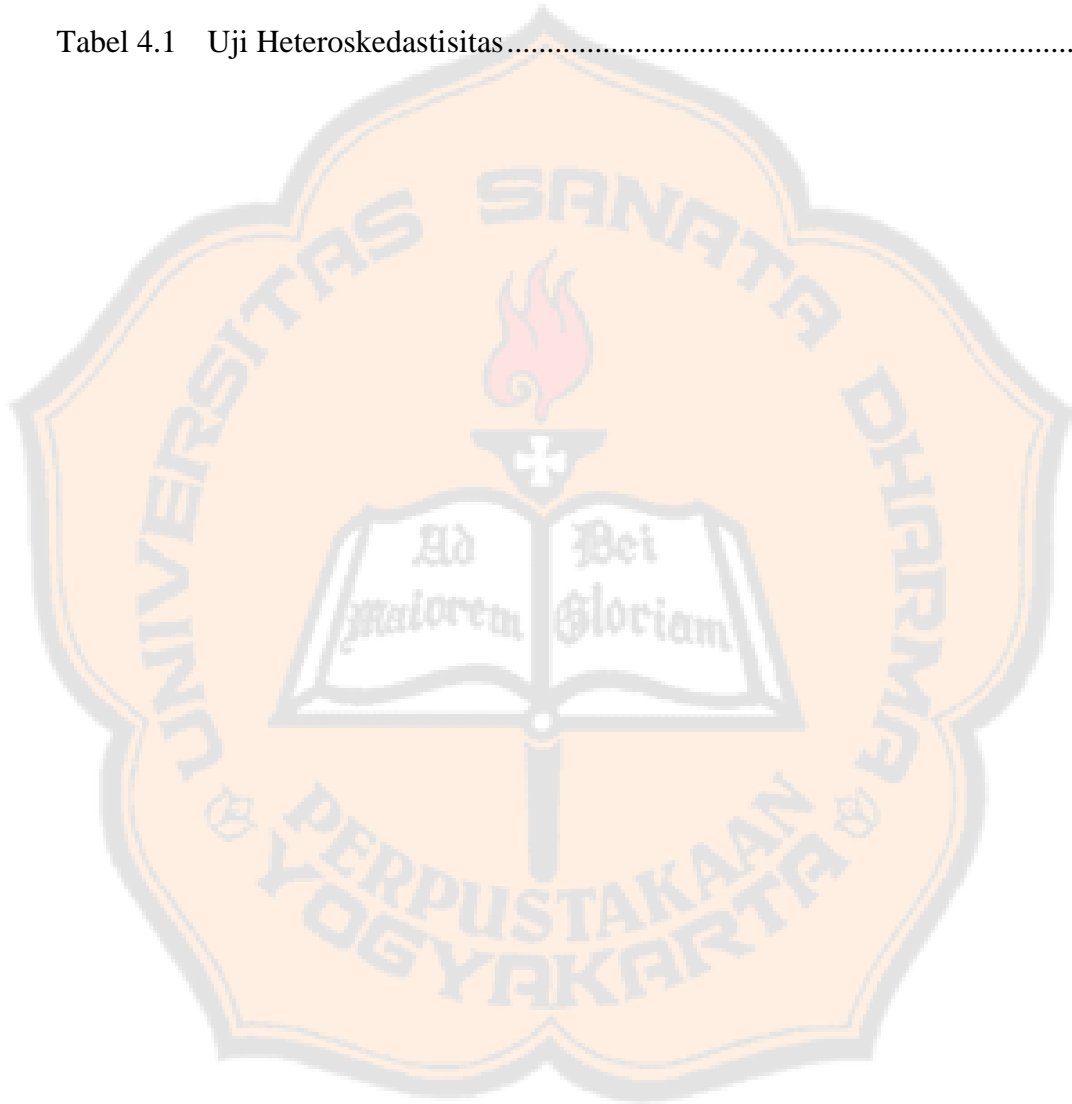 Tabel 4.1 Uji Heteroskedastisitas..........................................................................
UNIVERSITAS SANATA DHARMA
Ad Dei
Maiorem Gloriam
PERPUSTAKAAN
YOGYAKARTA